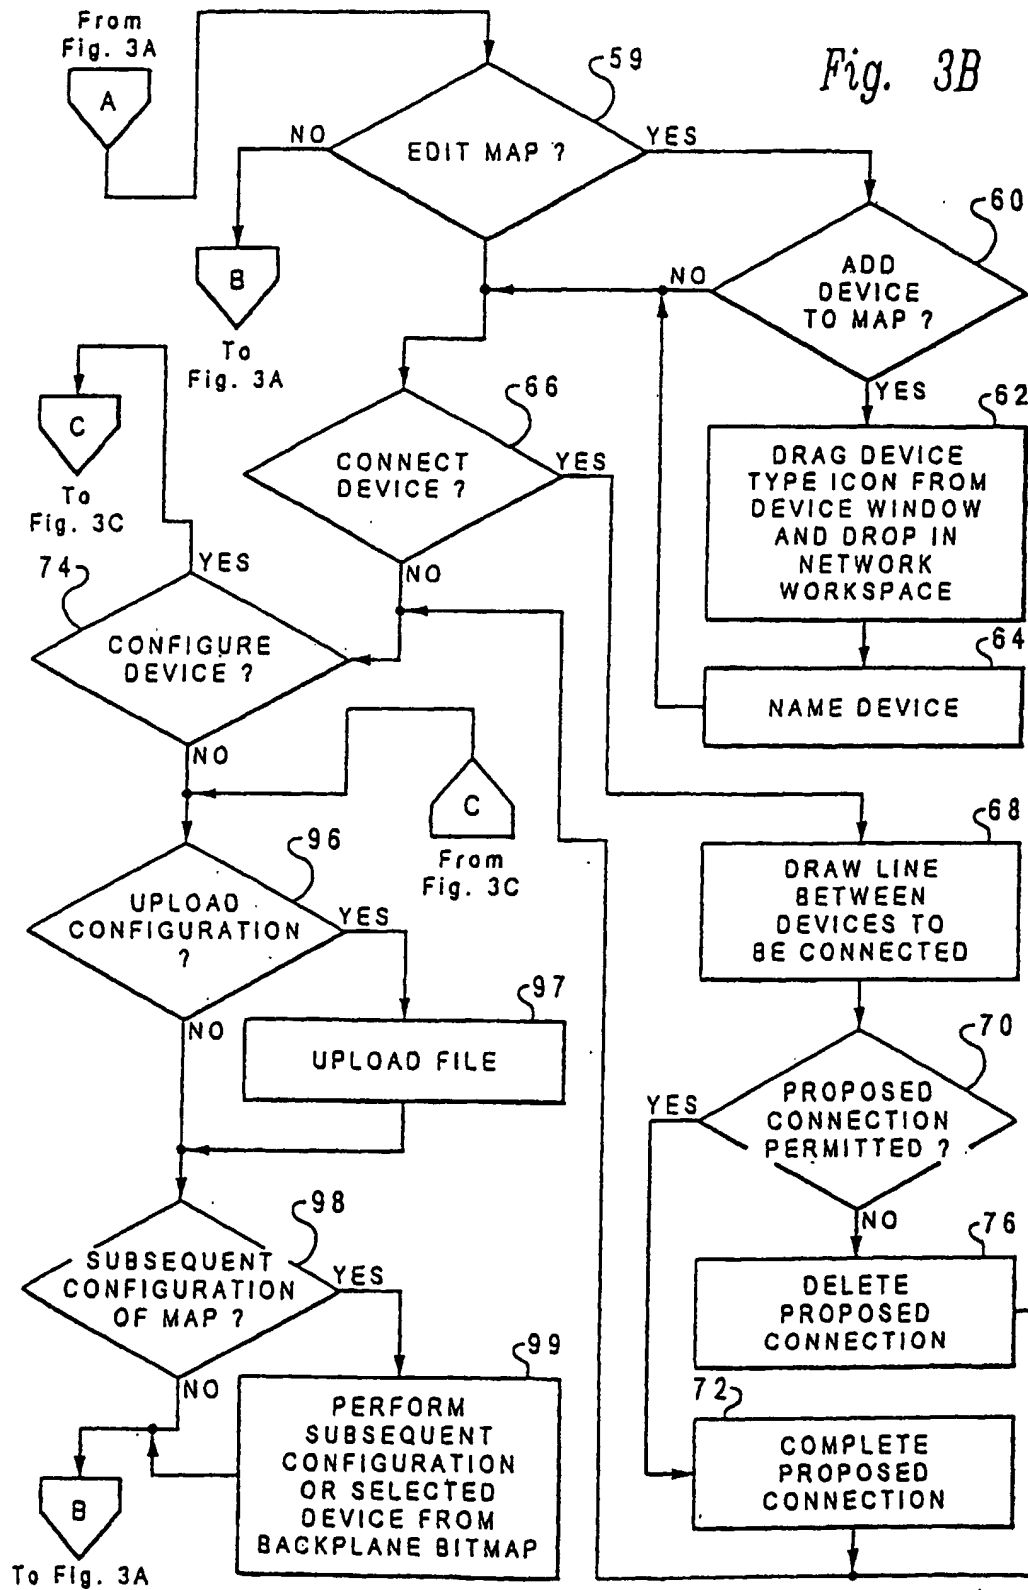 From
Fig. 3A
A
Fig. 3B
59
EDIT MAP ?
NO
YES
B
To
Fig. 3A
60
ADD
DEVICE
TO MAP ?
NO
YES
C
To
Fig. 3C
66
CONNECT
DEVICE ?
YES
NO
62
DRAG DEVICE
TYPE ICON FROM
DEVICE WINDOW
AND DROP IN
NETWORK
WORKSPACE
64
NAME DEVICE
74
YES
CONFIGURE
DEVICE ?
NO
C
From
Fig. 3C
96
UPLOAD
CONFIGURATION
?
YES
NO
97
UPLOAD FILE
68
DRAW LINE
BETWEEN
DEVICES TO
BE CONNECTED
70
PROPOSED
CONNECTION
PERMITTED ?
YES
NO
76
DELETE
PROPOSED
CONNECTION
72
COMPLETE
PROPOSED
CONNECTION
98
SUBSEQUENT
CONFIGURATION
OF MAP ?
YES
NO
99
PERFORM
SUBSEQUENT
CONFIGURATION
OR SELECTED
DEVICE FROM
BACKPLANE BITMAP
B
To Fig. 3A